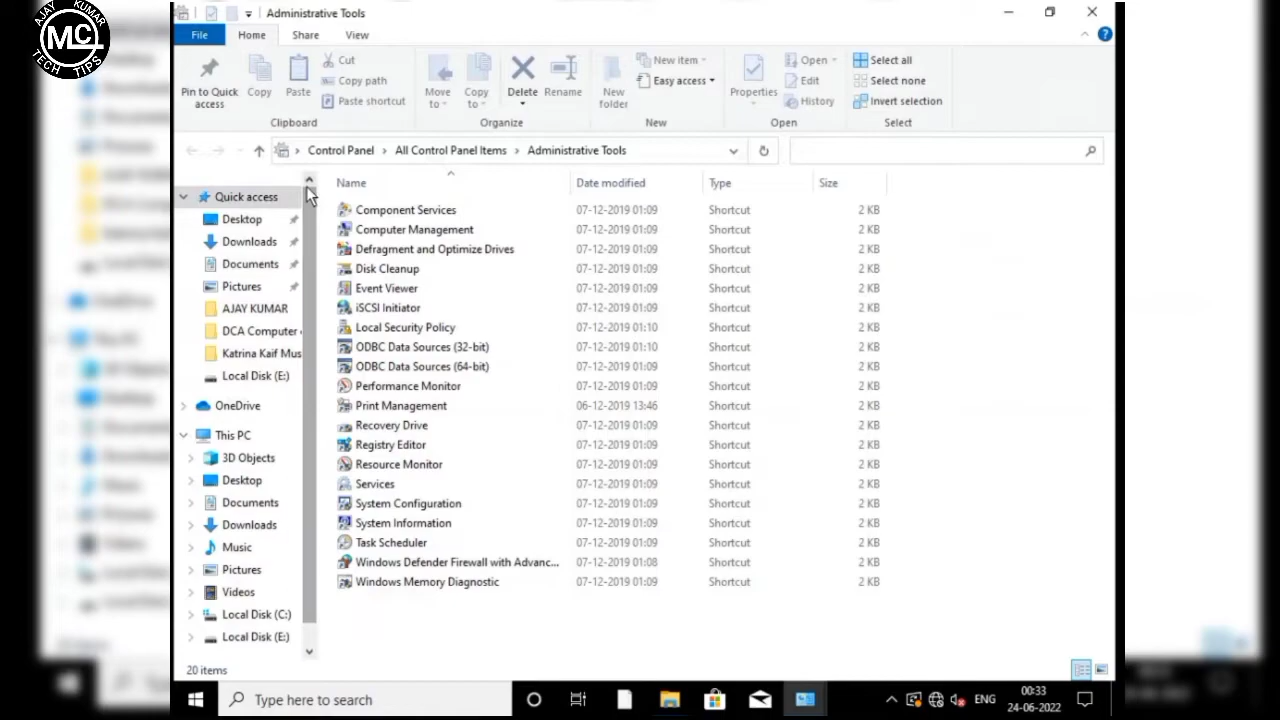 AJAY KUMAR
MC
TECH TIPS
Administrative Tools
File Home Share View
Pin to Quick access
Copy
Paste
Cut
Copy path
Paste shortcut
Clipboard
Move to
Copy to
Delete
Rename
Organize
New folder
New item
Easy access
New
Properties
Open
Edit
History
Open
Select all
Select none
Invert selection
Select
Control Panel > All Control Panel Items > Administrative Tools
Quick access
Desktop
Downloads
Documents
Pictures
AJAY KUMAR
DCA Computer
Katrina Kaif Mus
Local Disk (E:)
OneDrive
This PC
3D Objects
Desktop
Documents
Downloads
Music
Pictures
Videos
Local Disk (C:)
Local Disk (E:)
Name Date modified Type Size
Component Services 07-12-2019 01:09 Shortcut 2 KB
Computer Management 07-12-2019 01:09 Shortcut 2 KB
Defragment and Optimize Drives 07-12-2019 01:09 Shortcut 2 KB
Disk Cleanup 07-12-2019 01:09 Shortcut 2 KB
Event Viewer 07-12-2019 01:09 Shortcut 2 KB
iSCSI Initiator 07-12-2019 01:09 Shortcut 2 KB
Local Security Policy 07-12-2019 01:10 Shortcut 2 KB
ODBC Data Sources (32-bit) 07-12-2019 01:10 Shortcut 2 KB
ODBC Data Sources (64-bit) 07-12-2019 01:09 Shortcut 2 KB
Performance Monitor 07-12-2019 01:09 Shortcut 2 KB
Print Management 06-12-2019 13:46 Shortcut 2 KB
Recovery Drive 07-12-2019 01:09 Shortcut 2 KB
Registry Editor 07-12-2019 01:09 Shortcut 2 KB
Resource Monitor 07-12-2019 01:09 Shortcut 2 KB
Services 07-12-2019 01:09 Shortcut 2 KB
System Configuration 07-12-2019 01:09 Shortcut 2 KB
System Information 07-12-2019 01:09 Shortcut 2 KB
Task Scheduler 07-12-2019 01:09 Shortcut 2 KB
Windows Defender Firewall with Advanc... 07-12-2019 01:08 Shortcut 2 KB
Windows Memory Diagnostic 07-12-2019 01:09 Shortcut 2 KB
20 items
Type here to search
ENG
00:33
24-06-2022